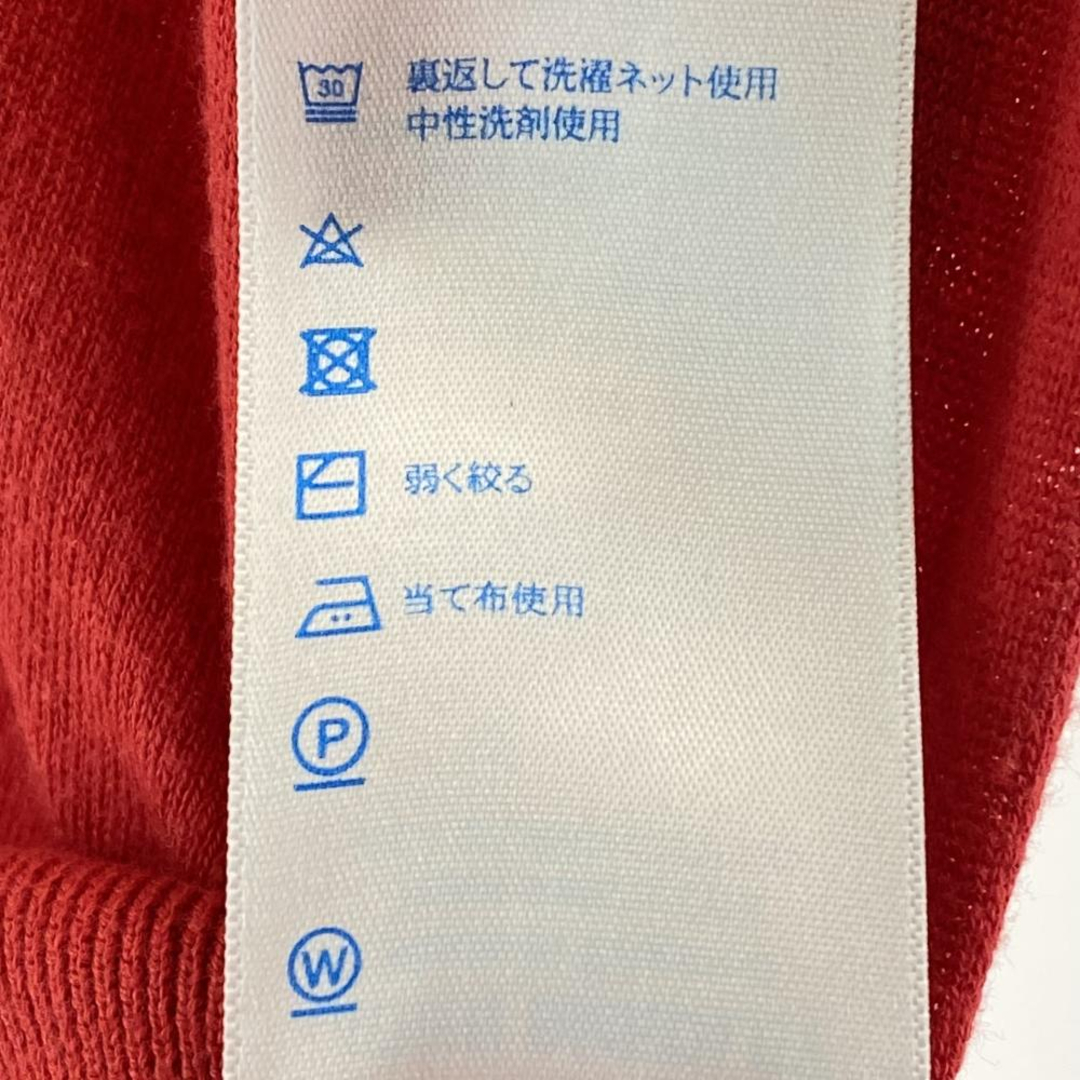 30 裏返して洗濯ネット使用
中性洗剤使用
弱く絞る
当て布使用
P
W